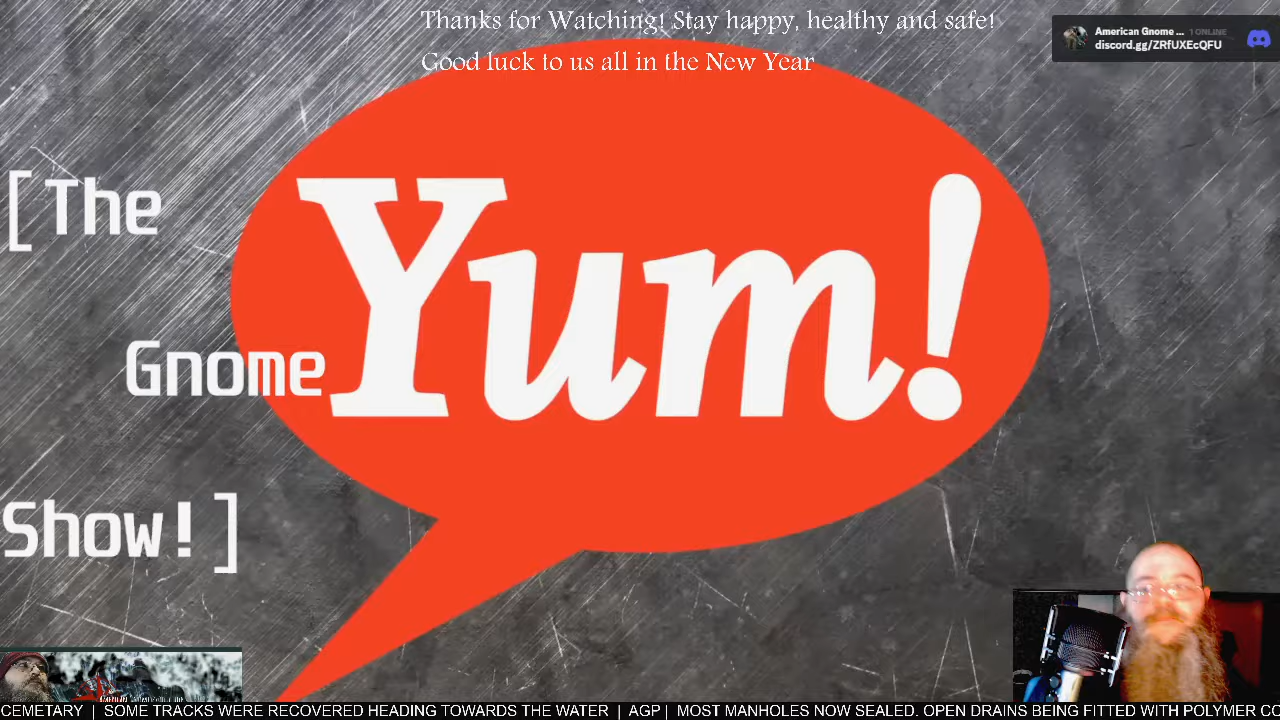 Thanks for Watching! Stay happy, healthy and safe!
Good luck to us all in the New Year
American Gnome ... 1 ONLINE
discord.gg/ZRfUXEcQFU
[The
Gnome
Show!]
Yum!
CEMETARY | SOME TRACKS WERE RECOVERED HEADING TOWARDS THE WATER | AGP | MOST MANHOLES NOW SEALED. OPEN DRAINS BEING FITTED WITH POLYMER CO